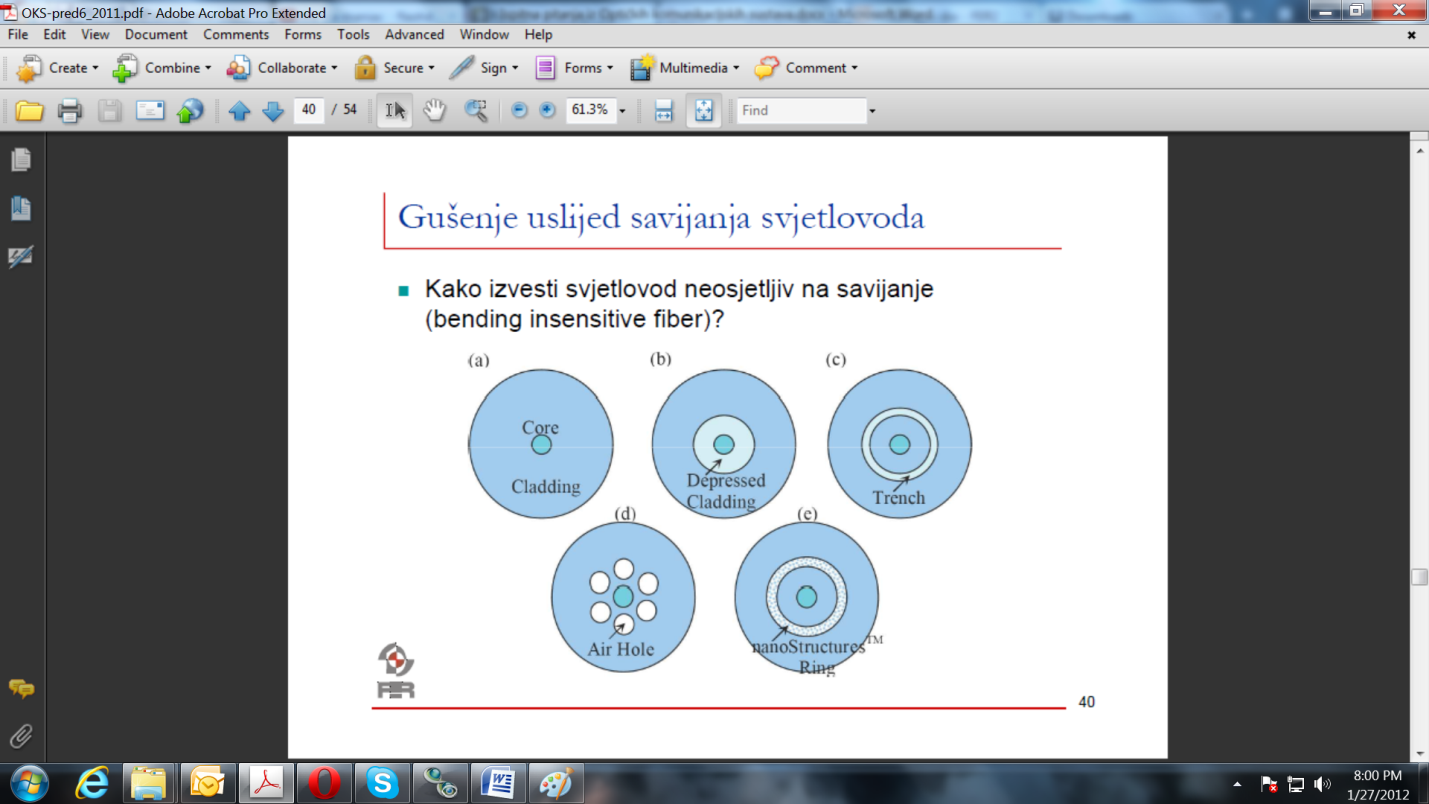 OKS-pred6_2011.pdf - Adobe Acrobat Pro Extended
File Edit View Document Comments Forms Tools Advanced Window Help
Create Combine Collaborate Secure Sign Forms Multimedia Comment
40 / 54 61.3% Find
Gušenje uslijed savijanja svjetlovoda
Kako izvesti svjetlovod neosjetljiv na savijanje
(bending insensitive fiber)?
(a) (b) (c)
Core
Cladding
Depressed
Cladding
Trench
(d) (e)
Air Hole
nanoStructures™
Ring
FER
40
8:00 PM
1/27/2012